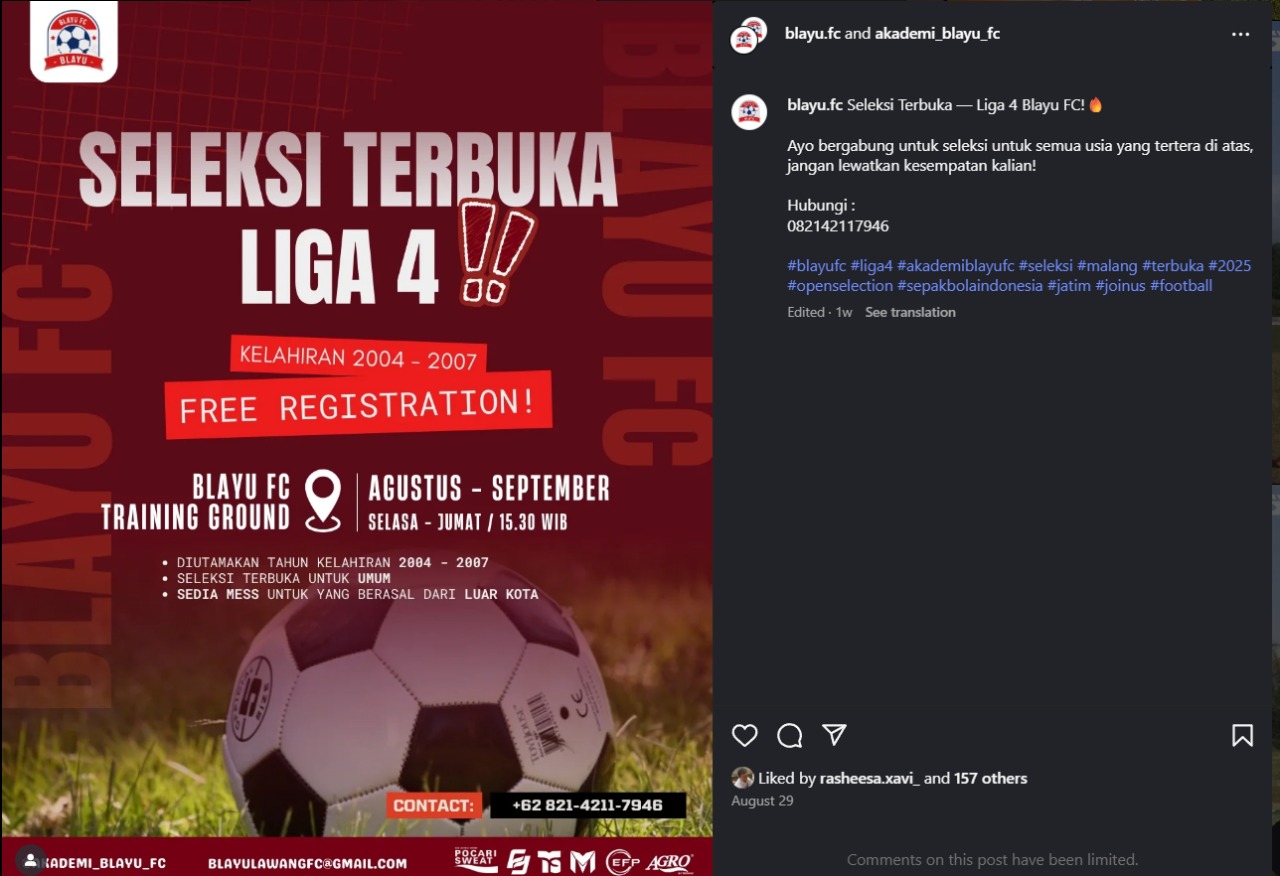 BLAYU FC
BLAYU
SELEKSI TERBUKA
LIGA 4
KELAHIRAN 2004 - 2007
FREE REGISTRATION!
BLAYU FC
BLAYU FC
BLAYU FC
TRAINING GROUND
AGUSTUS - SEPTEMBER
SELASA - JUMAT / 15.30 WIB
• DIUTAMAKAN TAHUN KELAHIRAN 2004 - 2007
• SELEKSI TERBUKA UNTUK UMUM
• SEDIA MESS UNTUK YANG BERASAL DARI LUAR KOTA
CONTACT: +62 821-4211-7946
KADEMI_BLAYU_FC
BLAYULAWANGFC@GMAIL.COM
POCARI
SWEAT
EFP
AGRO
blayu.fc and akademi_blayu_fc
blayu.fc Seleksi Terbuka — Liga 4 Blayu FC!🔥
Ayo bergabung untuk seleksi untuk semua usia yang tertera di atas,
jangan lewatkan kesempatan kalian!
Hubungi :
082142117946
#blayufc #liga4 #akademiblayufc #seleksi #malang #terbuka #2025
#openselection #sepakbolaindonesia #jatim #joinus #football
Edited · 1w See translation
Liked by rasheesa.xavi_ and 157 others
August 29
Comments on this post have been limited.